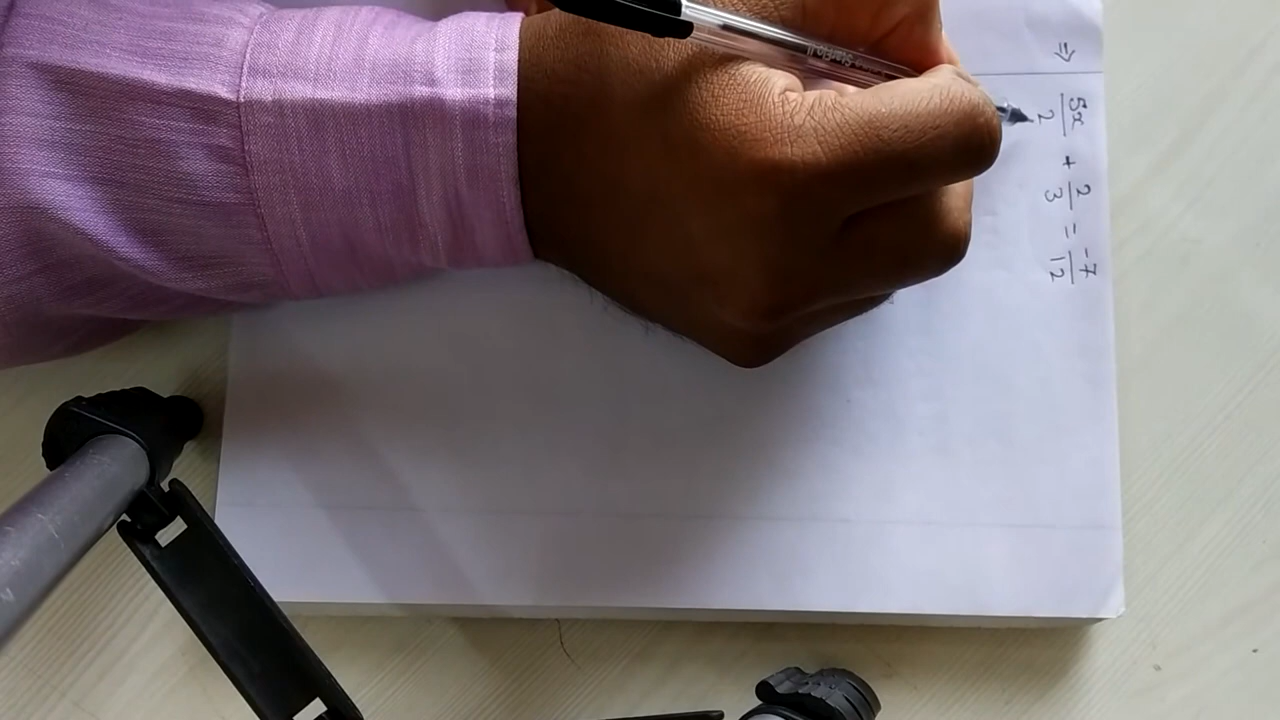 ⇒ 5x/2 + 2/3 = -7/12